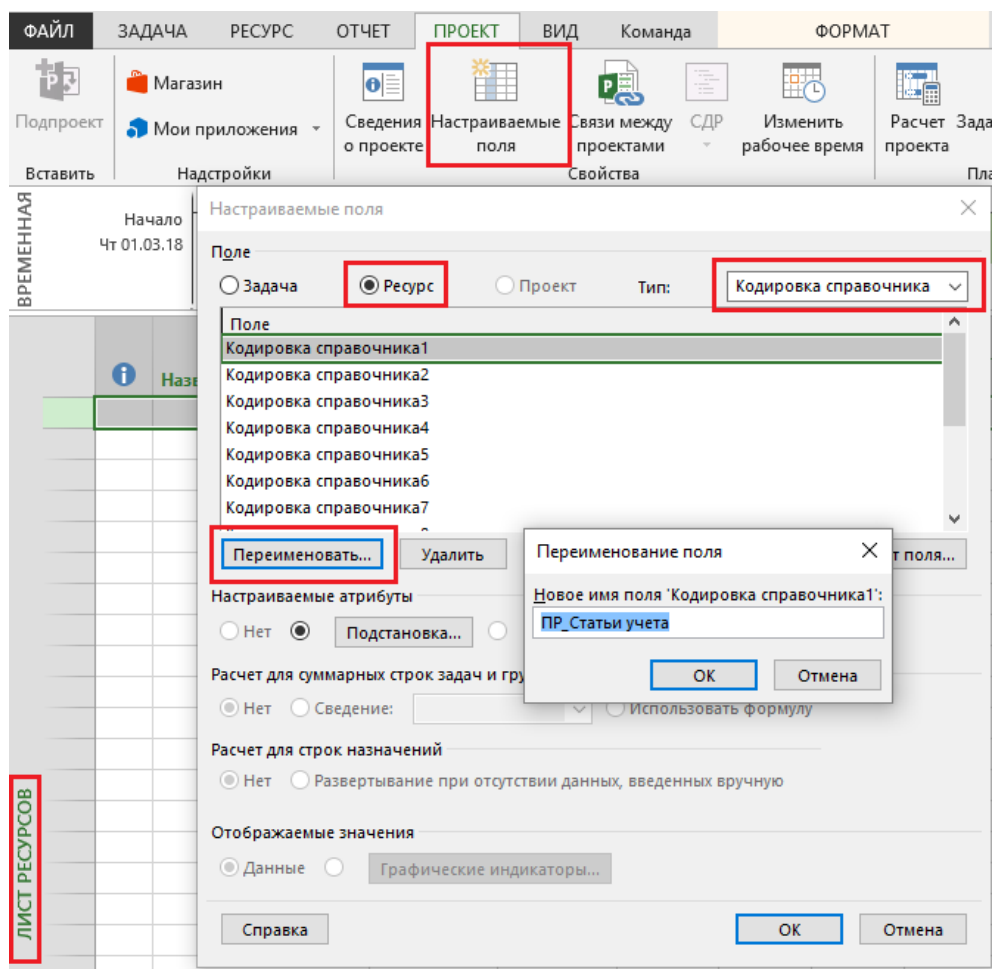 ФАЙЛ ЗАДАЧА РЕСУРС ОТЧЕТ ПРОЕКТ ВИД Команда ФОРМАТ
Подпроект
Магазин
Мои приложения
Сведения о проекте
Настраиваемые поля
Связи между проектами
СДР
Изменить рабочее время
Расчет проекта
Вставить Надстройки Свойства
ВРЕМЕННАЯ
Начало
Чт 01.03.18
Настраиваемые поля
Поле
Задача Ресурс Проект Тип: Кодировка справочника
Поле
Кодировка справочника1
Кодировка справочника2
Кодировка справочника3
Кодировка справочника4
Кодировка справочника5
Кодировка справочника6
Кодировка справочника7
Переименовать... Удалить т поля...
Переименование поля
Новое имя поля 'Кодировка справочника1':
ПР_Статьи учета
ОК Отмена
Настраиваемые атрибуты
Нет Подстановка...
Расчет для суммарных строк задач и гру
Нет Сведение: Использовать формулу
Расчет для строк назначений
Нет Развертывание при отсутствии данных, введенных вручную
Отображаемые значения
Данные Графические индикаторы...
Справка ОК Отмена
ЛИСТ РЕСУРСОВ